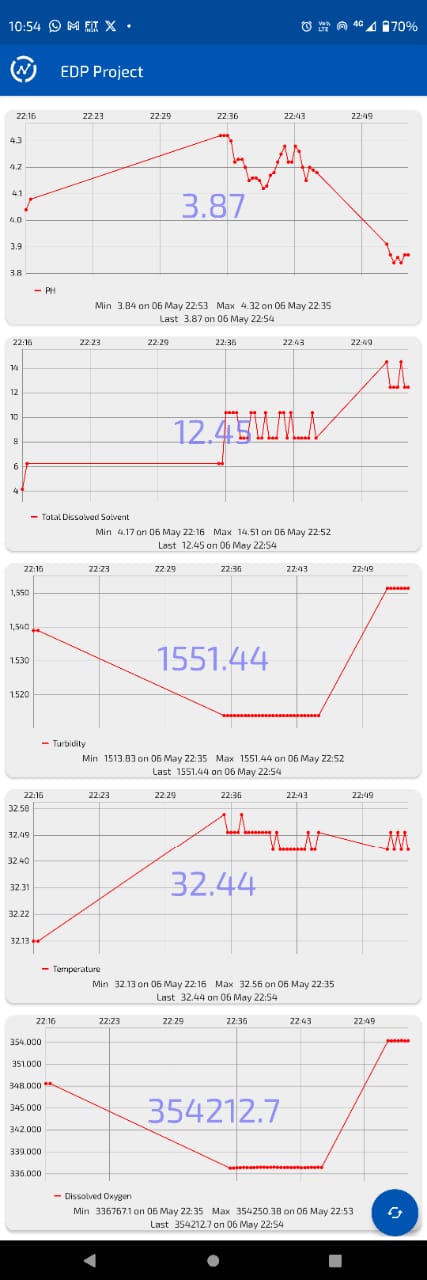 10:54 FiT INDIA X • VoWi LTE 4G 70%
EDP Project
22:16 22:23 22:29 22:36 22:43 22:49
4.3
4.2
4.1
4.0
3.9
3.8
3.87
PH
Min 3.84 on 06 May 22:53 Max 4.32 on 06 May 22:35
Last 3.87 on 06 May 22:54
22:16 22:23 22:29 22:36 22:43 22:49
14
12
10
8
6
4
12.45
Total Dissolved Solvent
Min 4.17 on 06 May 22:16 Max 14.51 on 06 May 22:52
Last 12.45 on 06 May 22:54
22:16 22:23 22:29 22:36 22:43 22:49
1,550
1,540
1,530
1,520
1551.44
Turbidity
Min 1513.83 on 06 May 22:35 Max 1551.44 on 06 May 22:52
Last 1551.44 on 06 May 22:54
22:16 22:23 22:29 22:36 22:43 22:49
32.58
32.49
32.40
32.31
32.22
32.13
32.44
Temperature
Min 32.13 on 06 May 22:16 Max 32.56 on 06 May 22:35
Last 32.44 on 06 May 22:54
22:16 22:23 22:29 22:36 22:43 22:49
354.000
351.000
348.000
345.000
342.000
339.000
336.000
354212.7
Dissolved Oxygen
Min 336767.1 on 06 May 22:35 Max 354250.38 on 06 May 22:53
Last 354212.7 on 06 May 22:54